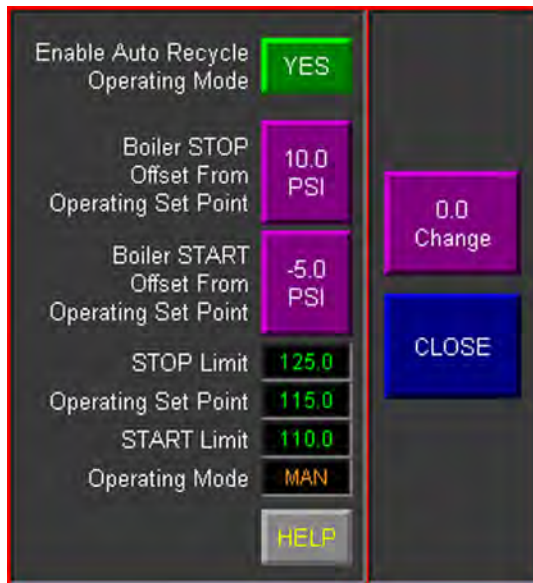 Enable Auto Recycle
Operating Mode
YES
Boiler STOP
Offset From
Operating Set Point
10.0
PSI
Boiler START
Offset From
Operating Set Point
-5.0
PSI
STOP Limit 125.0
Operating Set Point 115.0
START Limit 110.0
Operating Mode MAN
HELP
0.0
Change
CLOSE